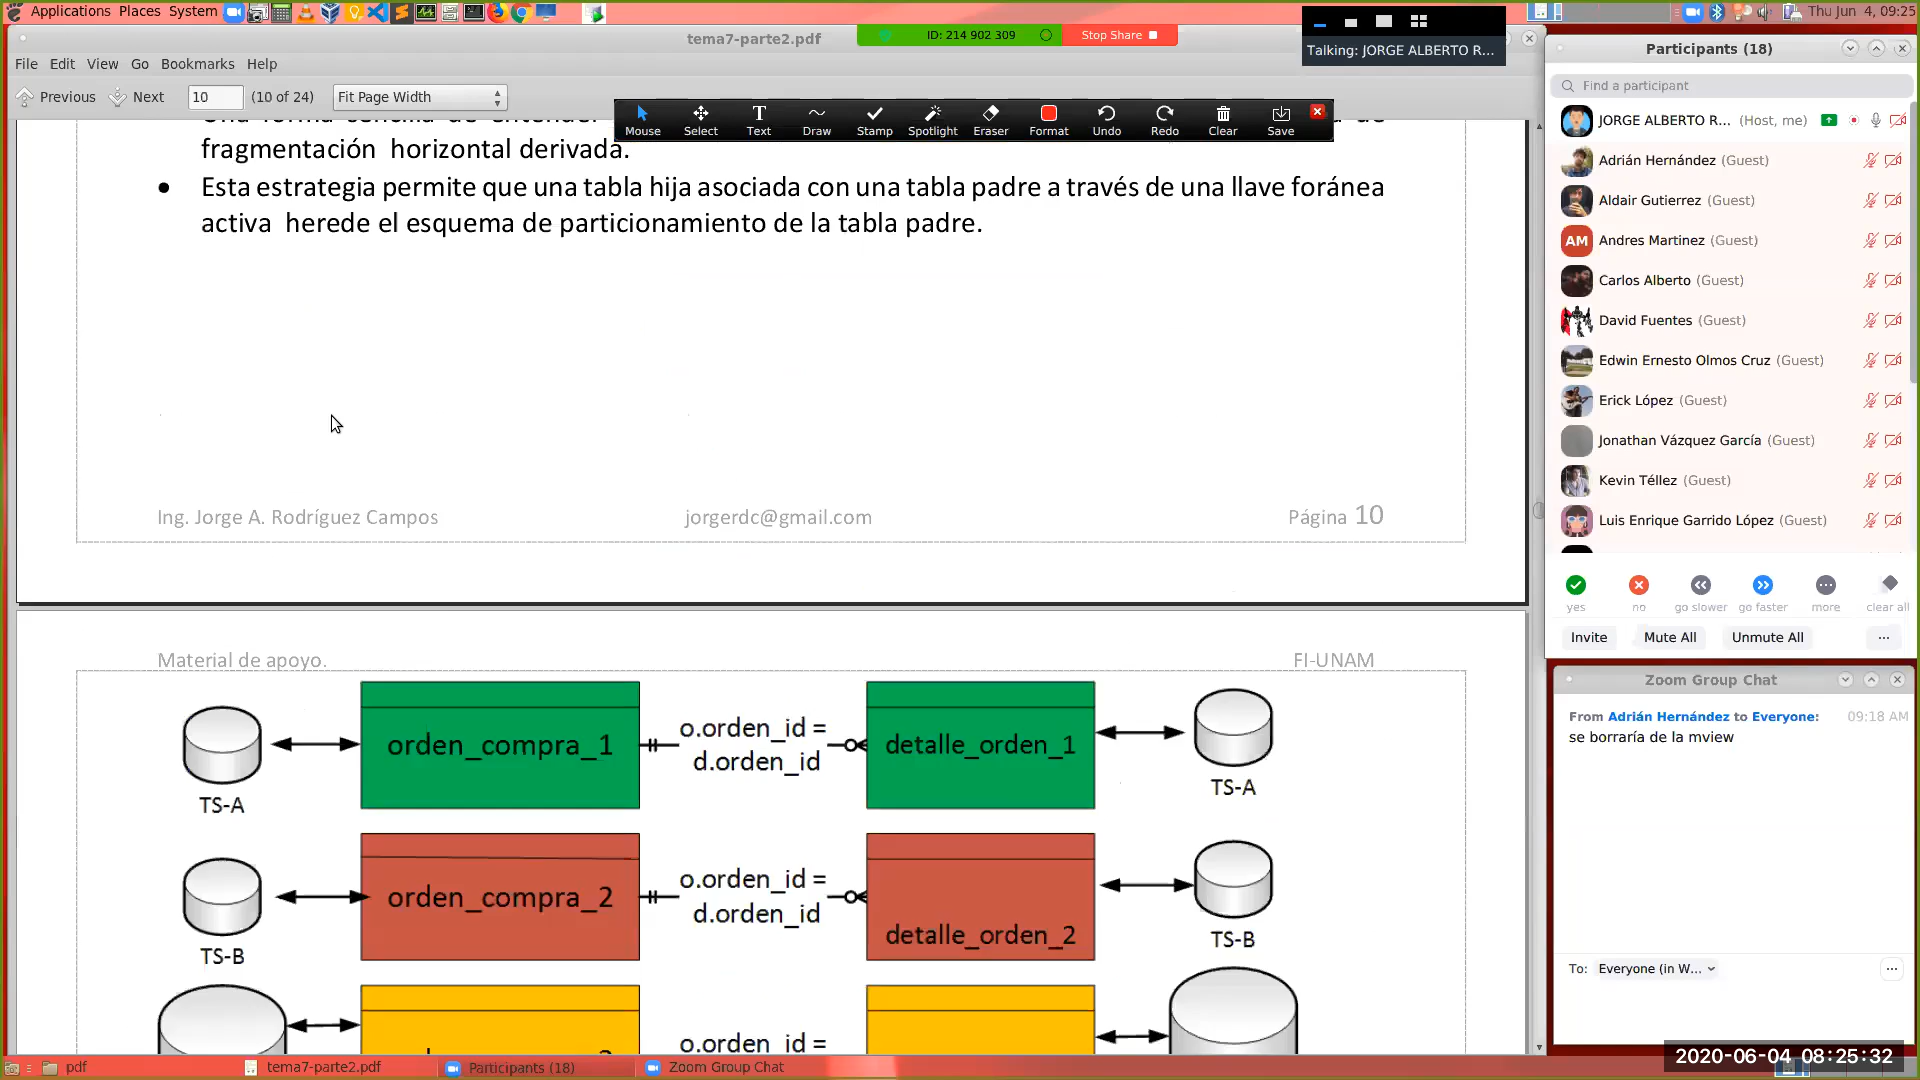 Applications Places System
Thu Jun 4, 09:25
tema7-parte2.pdf
ID: 214 902 309
Stop Share
Talking: JORGE ALBERTO R...
File Edit View Go Bookmarks Help
Previous Next 10 (10 of 24) Fit Page Width
Mouse Select Text Draw Stamp Spotlight Eraser Format Undo Redo Clear Save
fragmentación horizontal derivada.
• Esta estrategia permite que una tabla hija asociada con una tabla padre a través de una llave foránea
activa herede el esquema de particionamiento de la tabla padre.
Ing. Jorge A. Rodríguez Campos jorgerdc@gmail.com Página 10
Material de apoyo. FI-UNAM
orden_compra_1
o.orden_id =
d.orden_id
detalle_orden_1
TS-A
TS-A
orden_compra_2
o.orden_id =
d.orden_id
detalle_orden_2
TS-B
TS-B
o.orden_id =
Participants (18)
Find a participant
JORGE ALBERTO R... (Host, me)
Adrián Hernández (Guest)
Aldair Gutierrez (Guest)
AM Andres Martinez (Guest)
Carlos Alberto (Guest)
David Fuentes (Guest)
Edwin Ernesto Olmos Cruz (Guest)
Erick López (Guest)
Jonathan Vázquez García (Guest)
Kevin Téllez (Guest)
Luis Enrique Garrido López (Guest)
yes no go slower go faster more clear all
Invite Mute All Unmute All ...
Zoom Group Chat
From Adrián Hernández to Everyone: 09:18 AM
se borraría de la mview
To: Everyone (in W...
2020-06-04 08:25:32
pdf tema7-parte2.pdf Participants (18) Zoom Group Chat